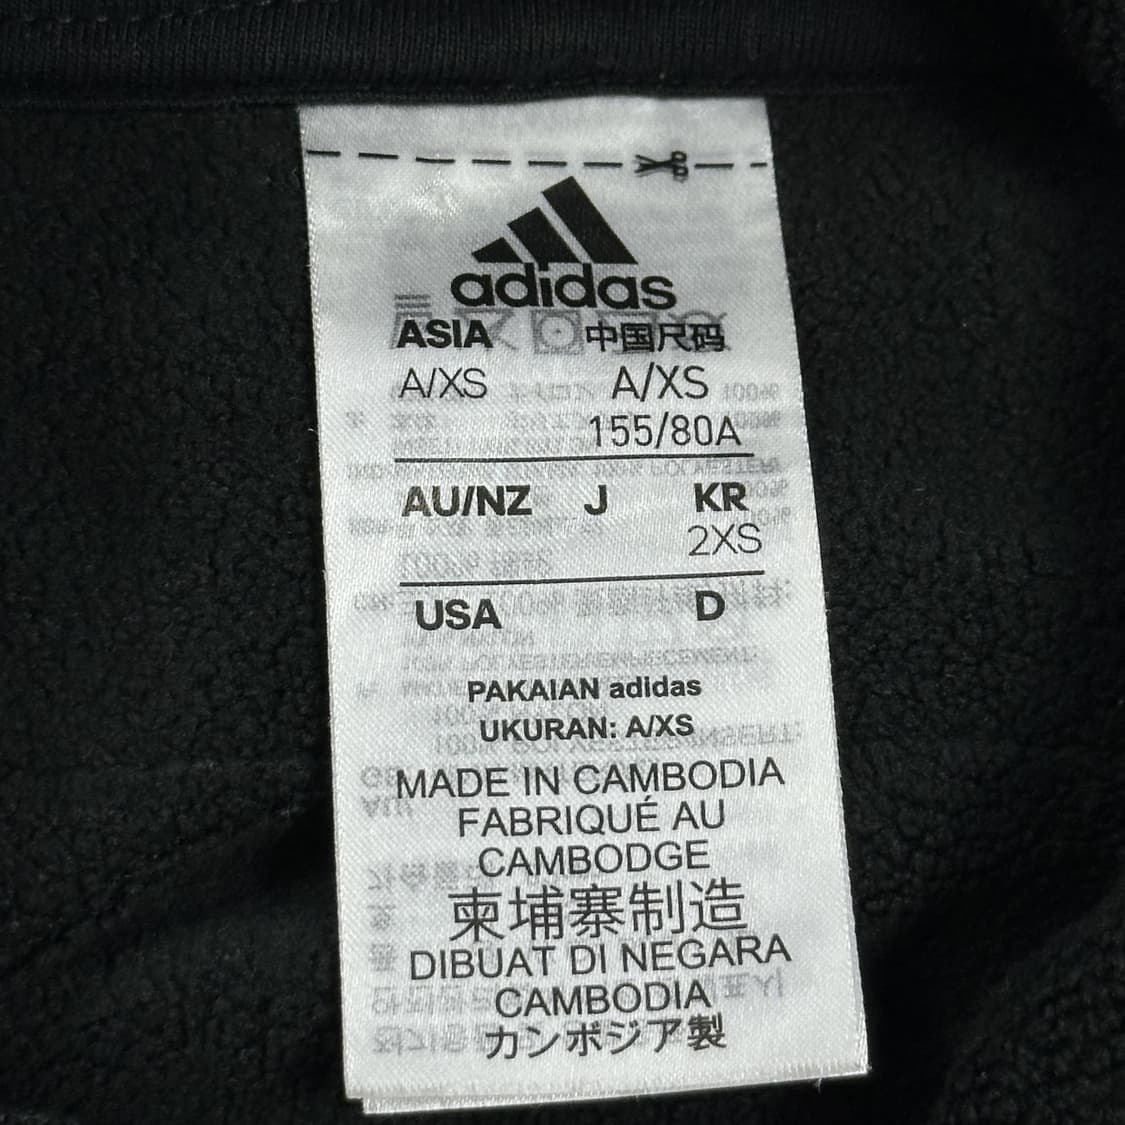 adidas
ASIA 中国尺码
A/XS A/XS
155/80A
AU/NZ J KR
2XS
USA D
PAKAIAN adidas
UKURAN: A/XS
MADE IN CAMBODIA
FABRIQUÉ AU
CAMBODGE
柬埔寨制造
DIBUAT DI NEGARA
CAMBODIA
カンボジア製